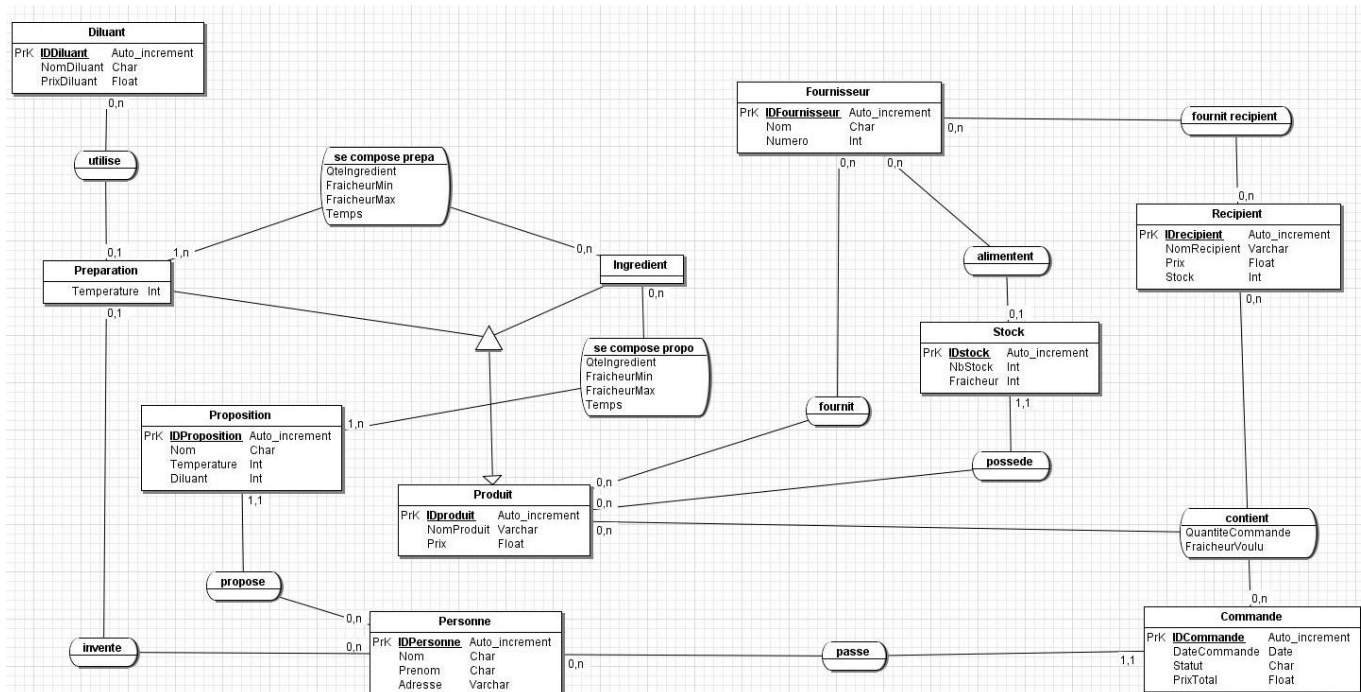 Diluant
PrK IDDiluant Auto_increment
NomDiluant Char
PrixDiluant Float
0,n
utilise
0,1
se compose prepa
QteIngredient
FraicheurMin
FraicheurMax
Temps
1,n
0,n
Preparation
Temperature Int
0,1
Ingredient
0,n
se compose propo
QteIngredient
FraicheurMin
FraicheurMax
Temps
1,n
Fournisseur
PrK IDFournisseur Auto_increment
Nom Char
Numero Int
0,n
0,n
0,n
fournit recipient
0,n
Recipient
PrK IDrecipient Auto_increment
NomRecipient Varchar
Prix Float
Stock Int
0,n
alimentent
0,1
Stock
PrK IDstock Auto_increment
NbStock Int
Fraicheur Int
1,1
fournit
possede
Proposition
PrK IDProposition Auto_increment
Nom Char
Temperature Int
Diluant Int
1,1
Produit
PrK IDproduit Auto_increment
NomProduit Varchar
Prix Float
0,n
0,n
0,n
contient
QuantiteCommande
FraicheurVoulu
0,n
propose
0,n
invente
0,n
Personne
PrK IDPersonne Auto_increment
Nom Char
Prenom Char
Adresse Varchar
0,n
passe
1,1
Commande
PrK IDCommande Auto_increment
DateCommande Date
Statut Char
PrixTotal Float